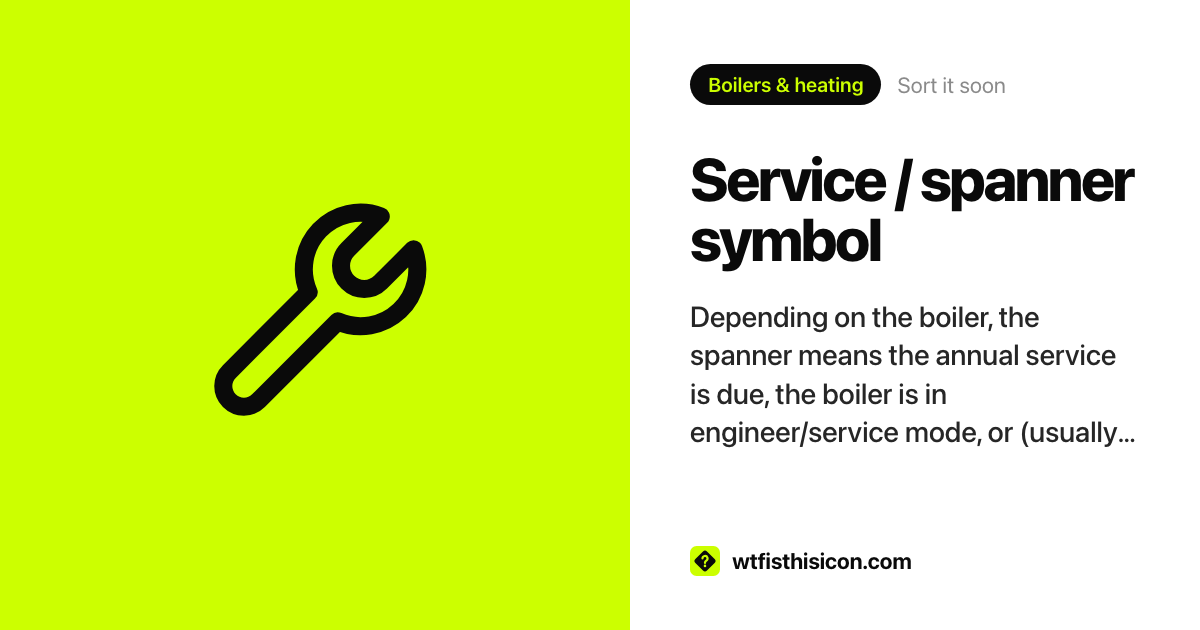 Boilers & heating
Sort it soon
Service / spanner
symbol
Depending on the boiler, the
spanner means the annual service
is due, the boiler is in
engineer/service mode, or (usually...
?
wtfisthisicon.com